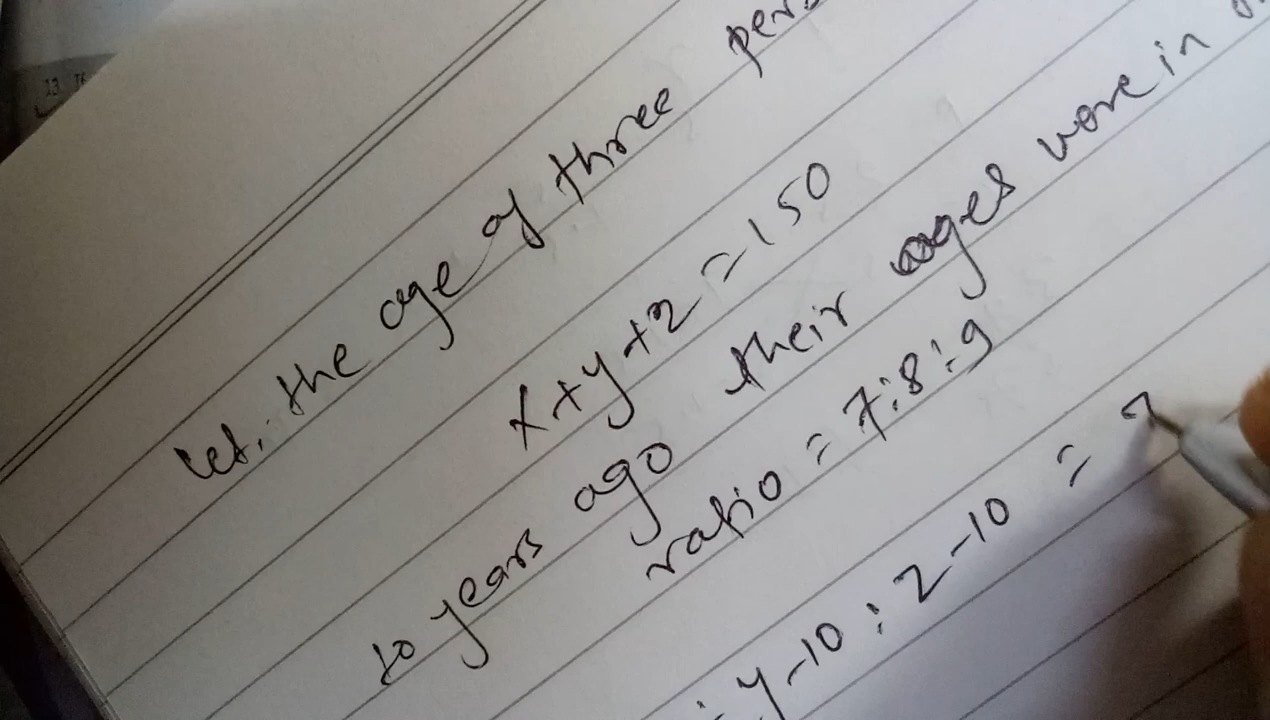 let, the age of three
x+y+z = 150
10 years ago their ages were in
ratio = 7:8:9
: y-10 : z-10 =